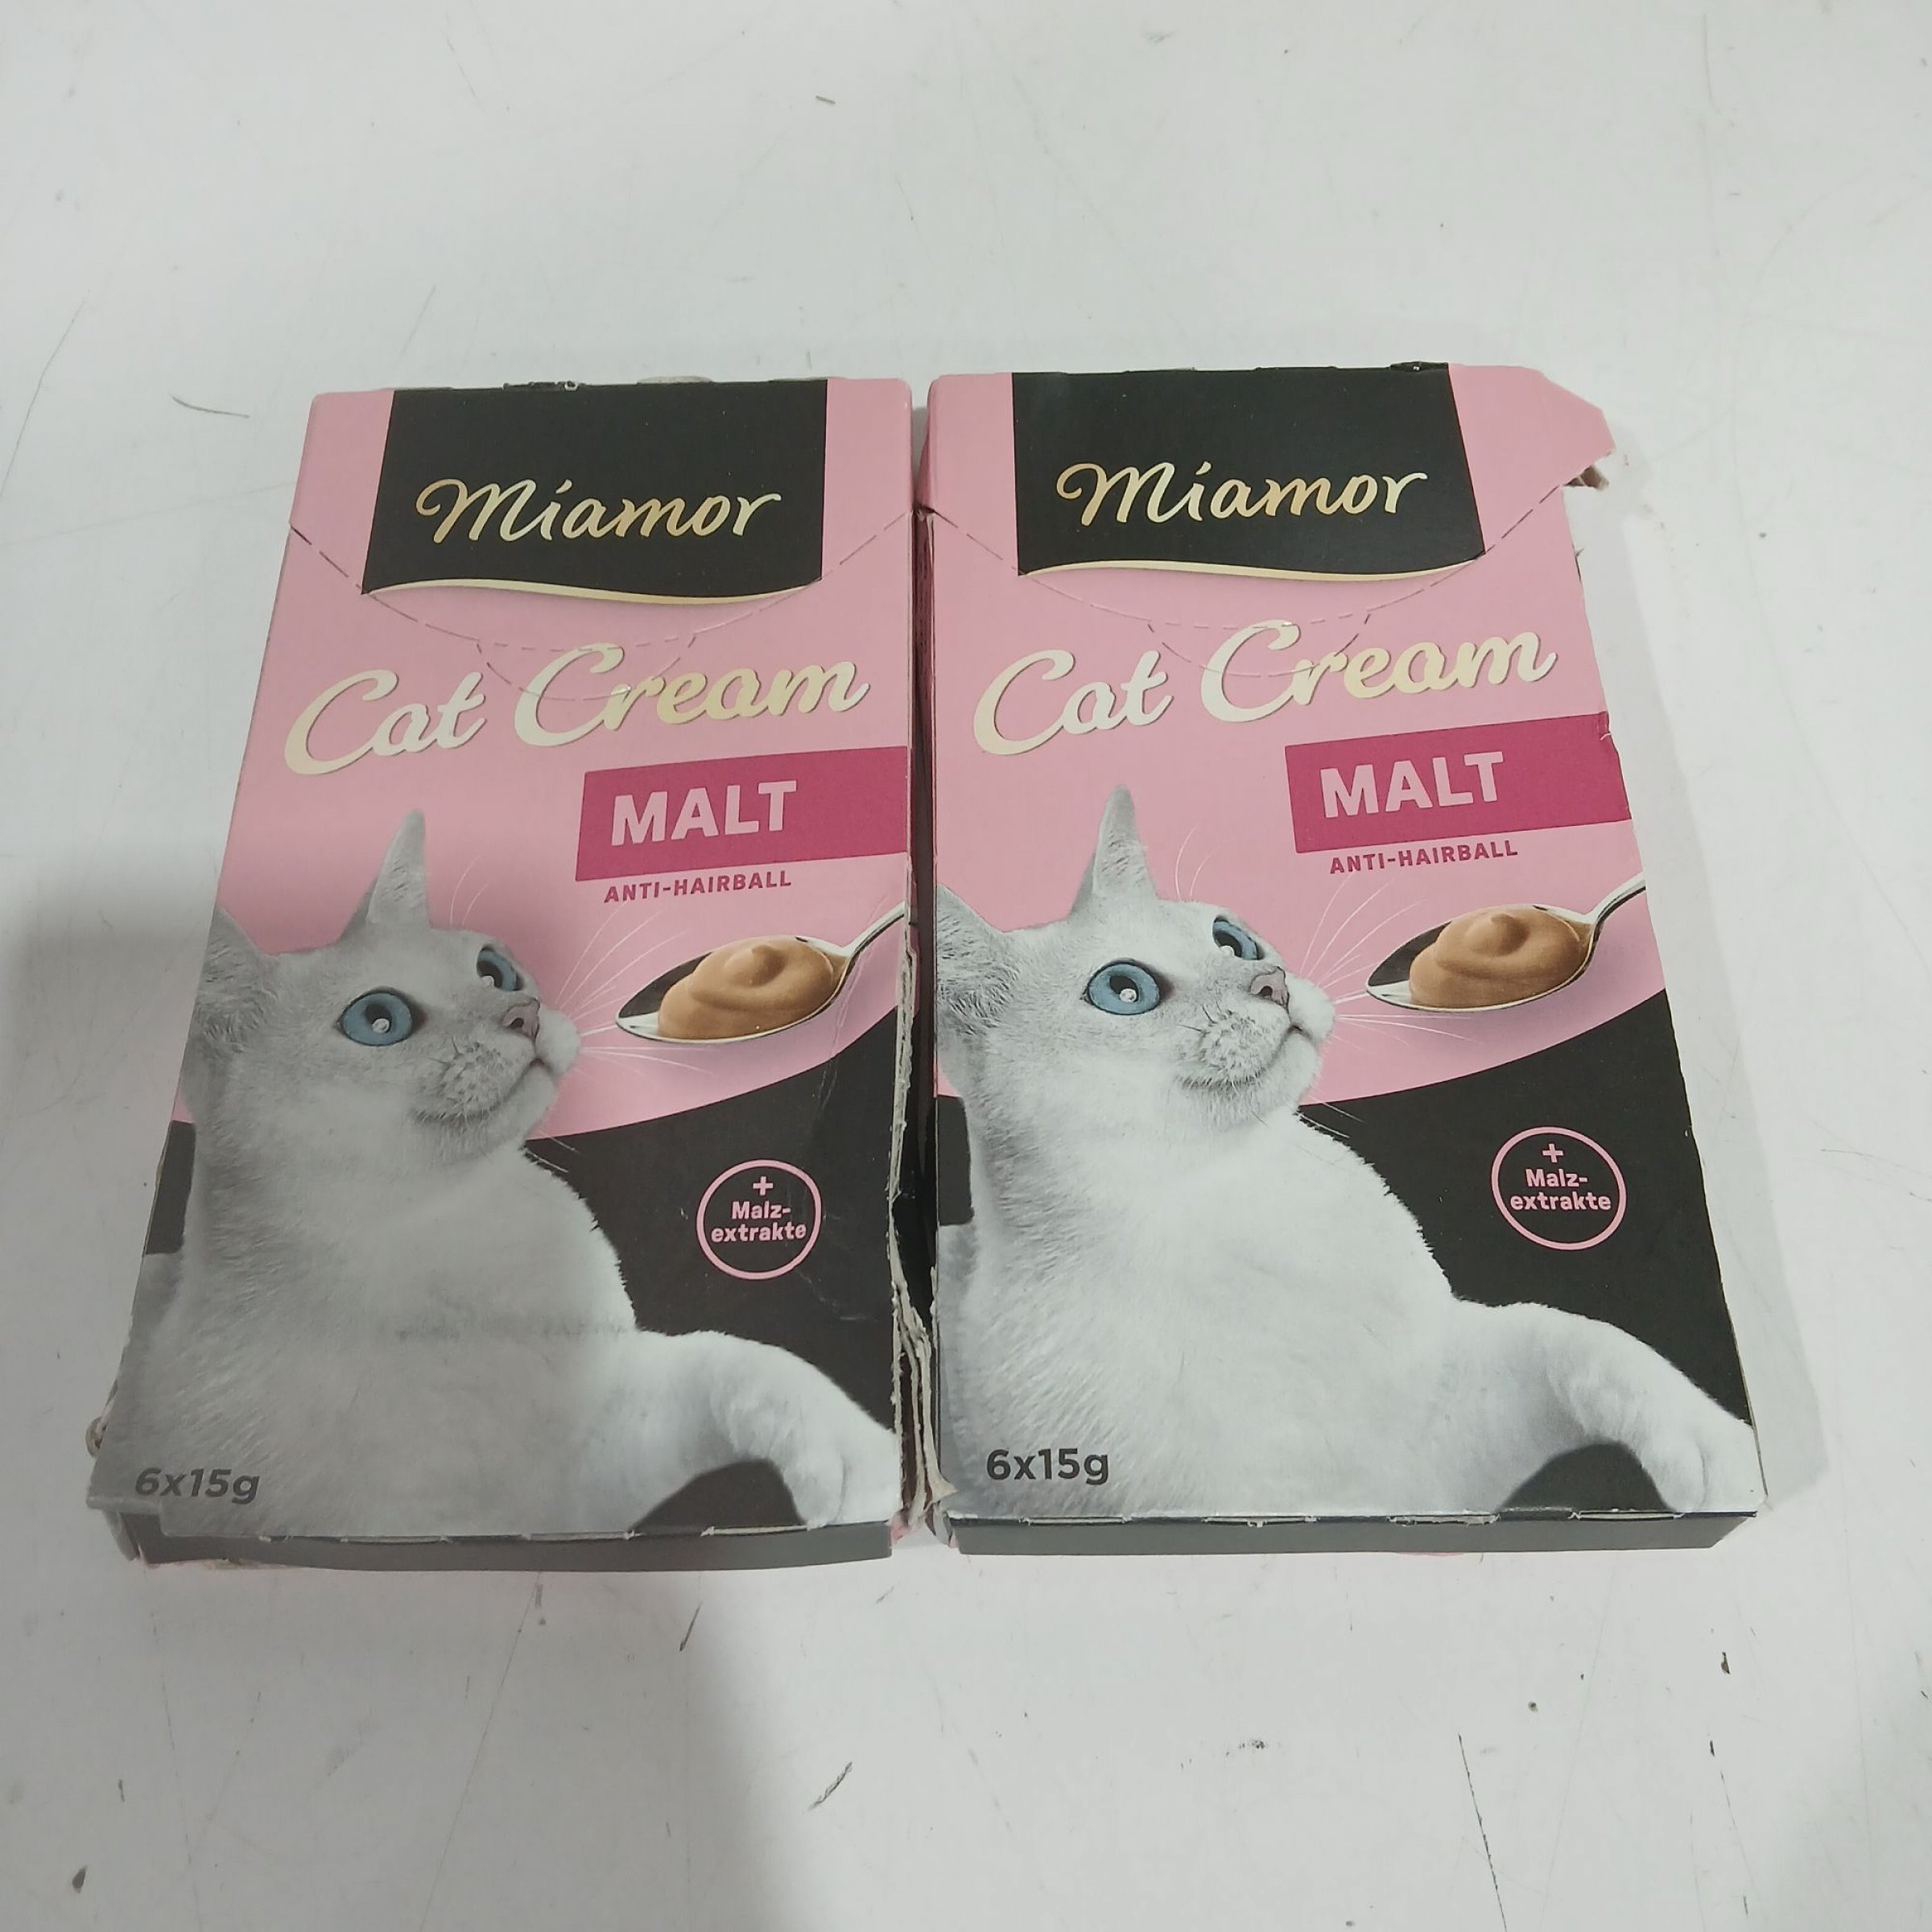 Miamor
Cat Cream
MALT
ANTI-HAIRBALL
+
Malz-
extrakte
6x15g
Miamor
Cat Cream
MALT
ANTI-HAIRBALL
+
Malz-
extrakte
6x15g